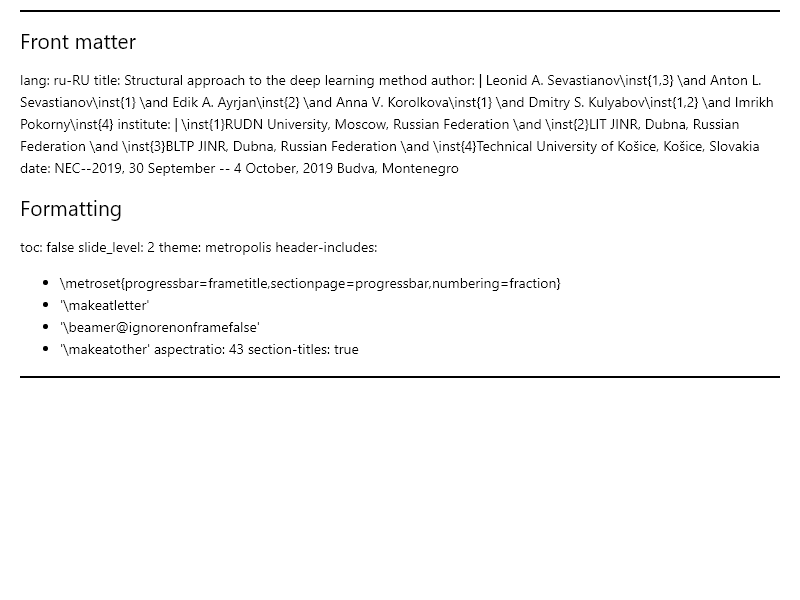 Front matter
lang: ru-RU title: Structural approach to the deep learning method author: | Leonid A. Sevastianov\inst{1,3} \and Anton L.
Sevastianov\inst{1} \and Edik A. Ayrjan\inst{2} \and Anna V. Korolkova\inst{1} \and Dmitry S. Kulyabov\inst{1,2} \and Imrikh
Pokorny\inst{4} institute: | \inst{1}RUDN University, Moscow, Russian Federation \and \inst{2}LIT JINR, Dubna, Russian
Federation \and \inst{3}BLTP JINR, Dubna, Russian Federation \and \inst{4}Technical University of Košice, Košice, Slovakia
date: NEC--2019, 30 September -- 4 October, 2019 Budva, Montenegro
Formatting
toc: false slide_level: 2 theme: metropolis header-includes:
• \metroset{progressbar=frametitle,sectionpage=progressbar,numbering=fraction}
• '\makeatletter'
• '\beamer@ignorenonframefalse'
• '\makeatother' aspectratio: 43 section-titles: true